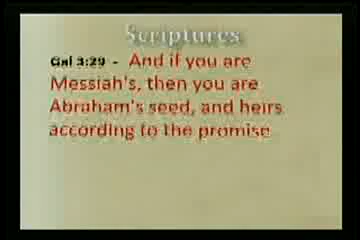 Scriptures
Gal 3:29 - And if you are
Messiah's, then you are
Abraham's seed, and heirs
according to the promise